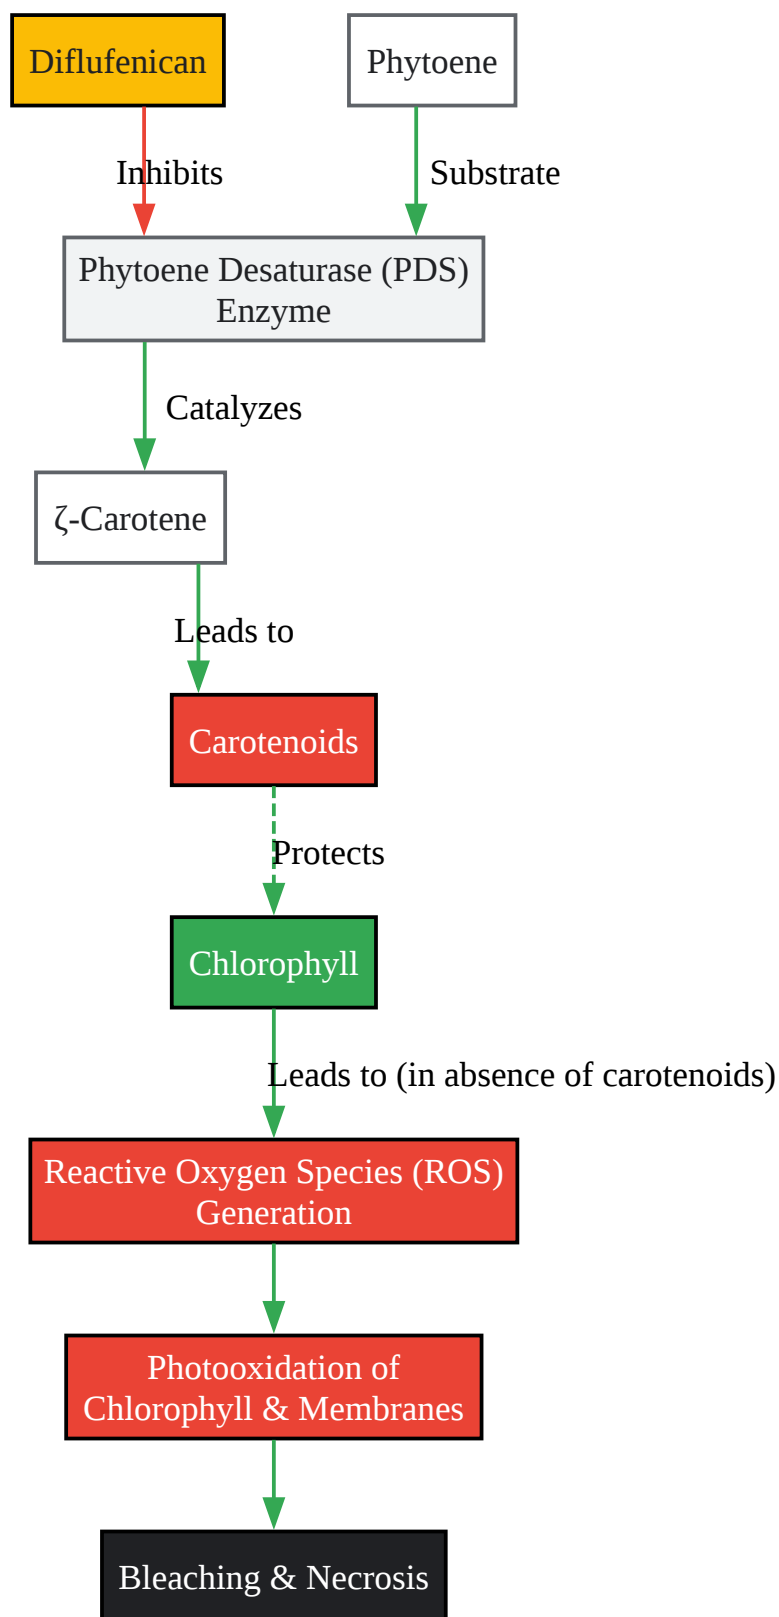 Diflufenican
Phytoene
Inhibits
Substrate
Phytoene Desaturase (PDS)
Enzyme
Catalyzes
ζ-Carotene
Leads to
Carotenoids
Protects
Chlorophyll
Leads to (in absence of carotenoids)
Reactive Oxygen Species (ROS)
Generation
Photooxidation of
Chlorophyll & Membranes
Bleaching & Necrosis